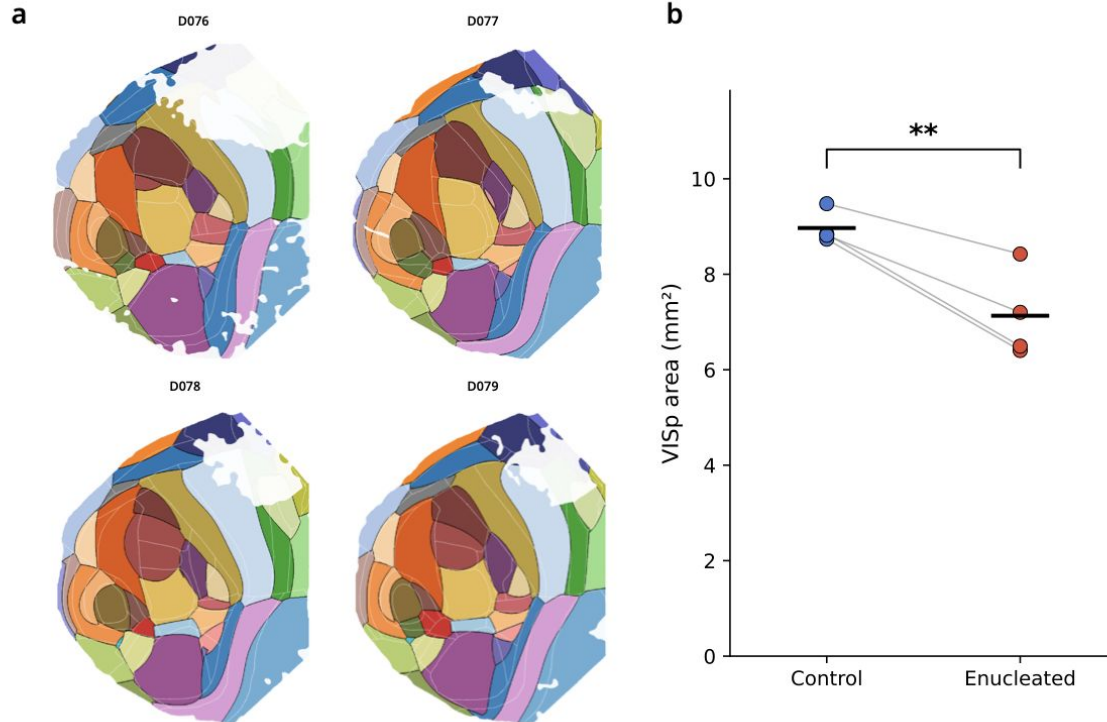 a
D076
D077
D078
D079
b
**
VISp area (mm²)
10
8
6
4
2
0
Control
Enucleated